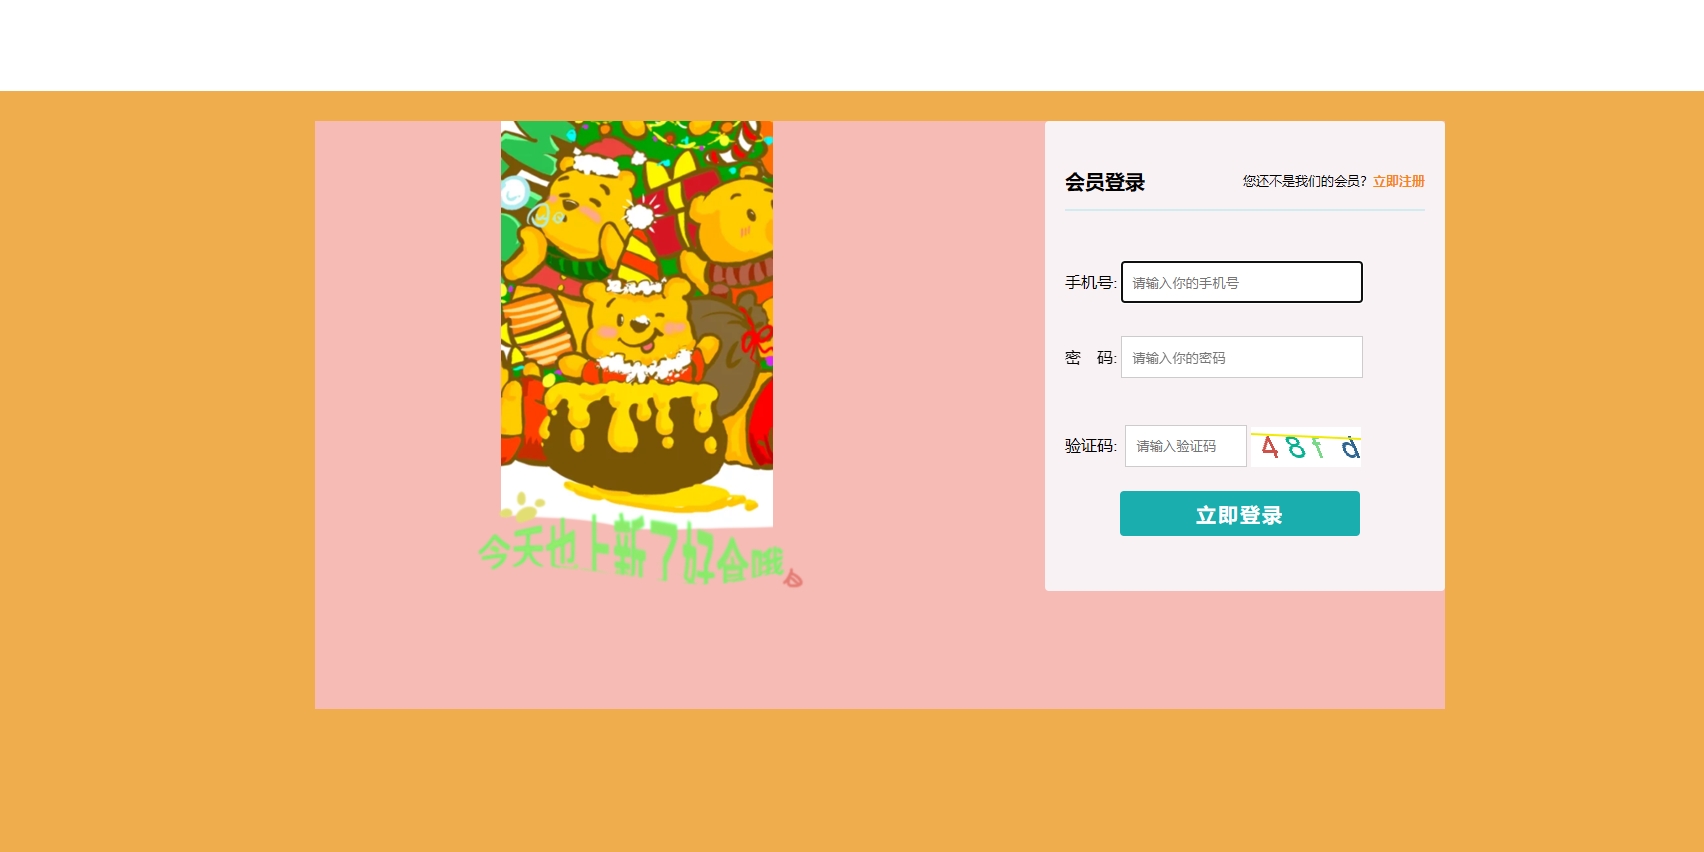 会员登录 您还不是我们的会员? 立即注册
手机号: 请输入你的手机号
密 码: 请输入你的密码
验证码: 请输入验证码 48fd
立即登录
今天也上新了好会哦